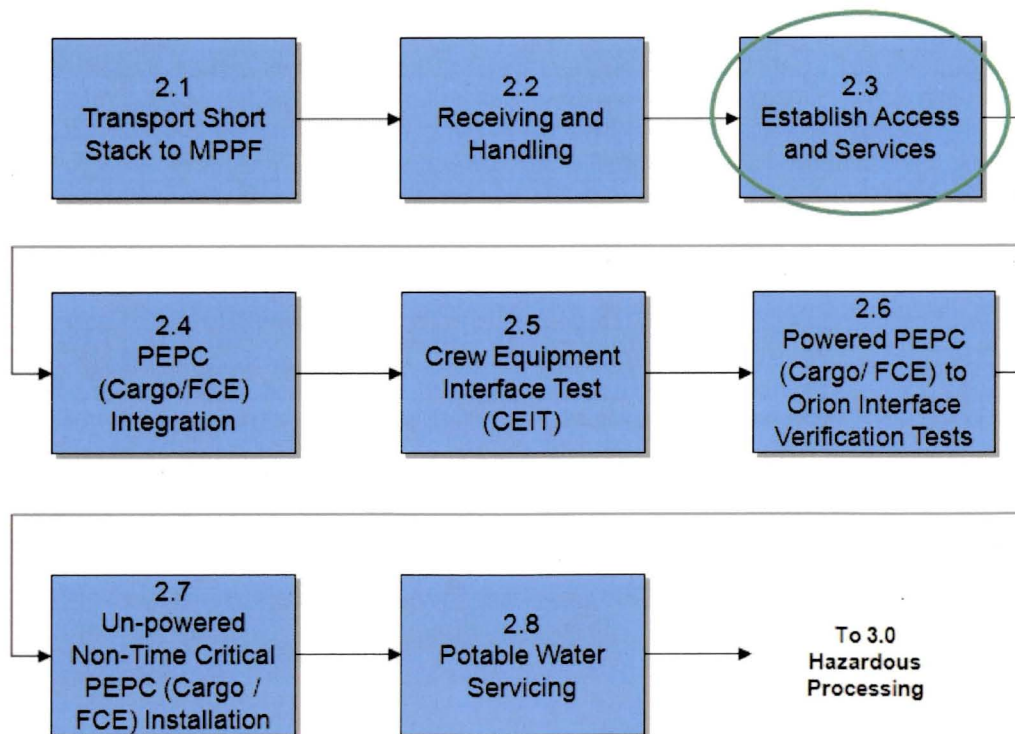 2.1
Transport Short
Stack to MPPF
2.2
Receiving and
Handling
2.3
Establish Access
and Services
2.4
PEPC
(Cargo/FCE)
Integration
2.5
Crew Equipment
Interface Test
(CEIT)
2.6
Powered PEPC
(Cargo/ FCE) to
Orion Interface
Verification Tests
2.7
Un-powered
Non-Time Critical
PEPC (Cargo /
FCE) Installation
2.8
Potable Water
Servicing
To 3.0
Hazardous
Processing